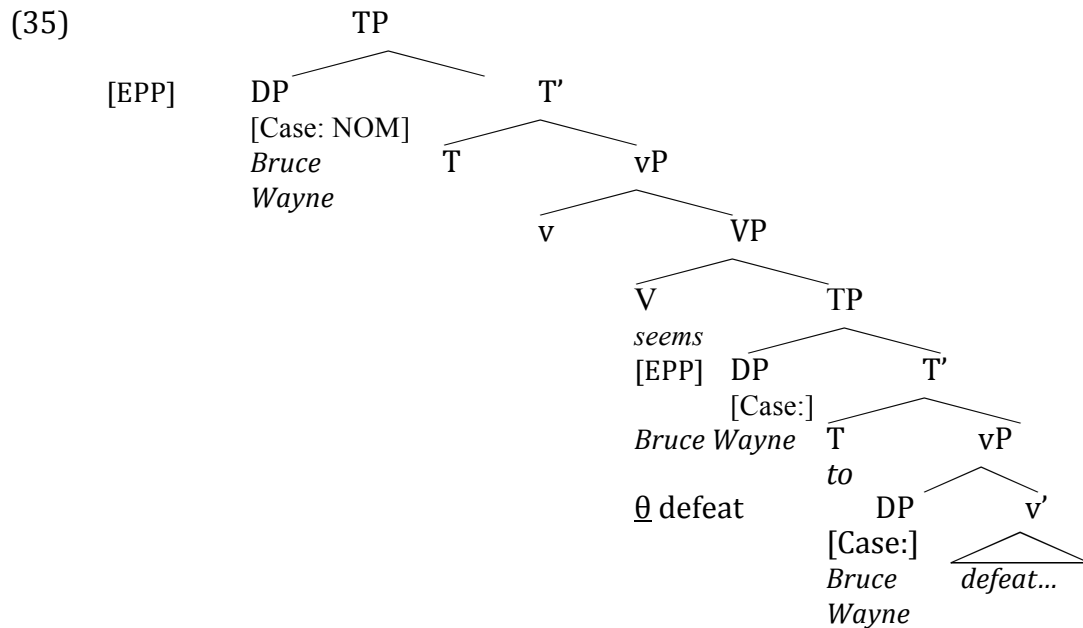 (35) TP
[EPP] DP T’
[Case: NOM]
Bruce T vP
Wayne
v VP
V TP
seems
[EPP] DP T’
[Case:]
Bruce Wayne T vP
to
θ defeat DP v’
[Case:]
Bruce defeat…
Wayne